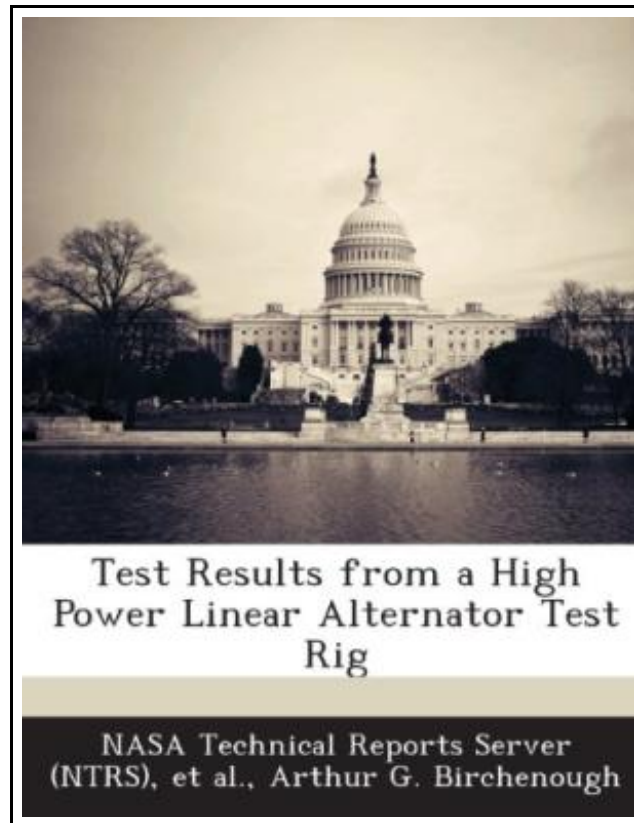 Test Results from a High
Power Linear Alternator Test
Rig
NASA Technical Reports Server
(NTRS), et al., Arthur G. Birchenough